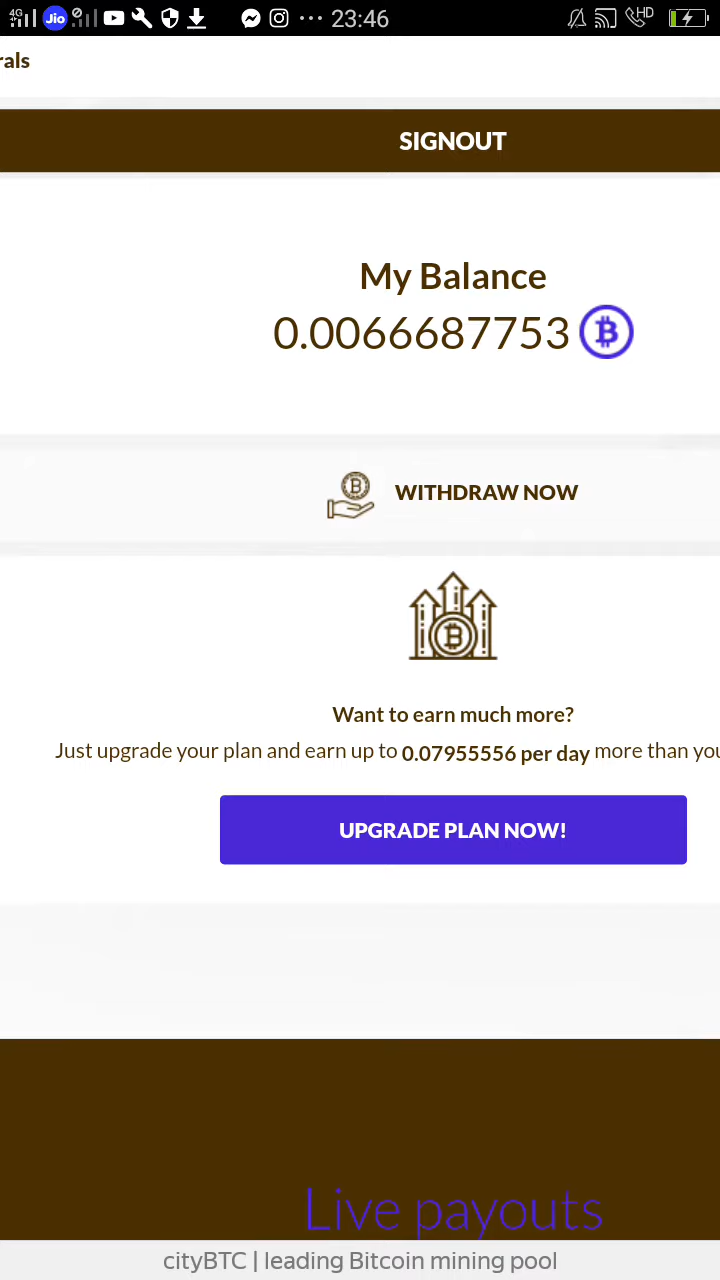 4G Jio 23:46 HD
rals
SIGNOUT
My Balance
0.0066687753
WITHDRAW NOW
Want to earn much more?
Just upgrade your plan and earn up to 0.07955556 per day more than you
UPGRADE PLAN NOW!
Live payouts
cityBTC | leading Bitcoin mining pool